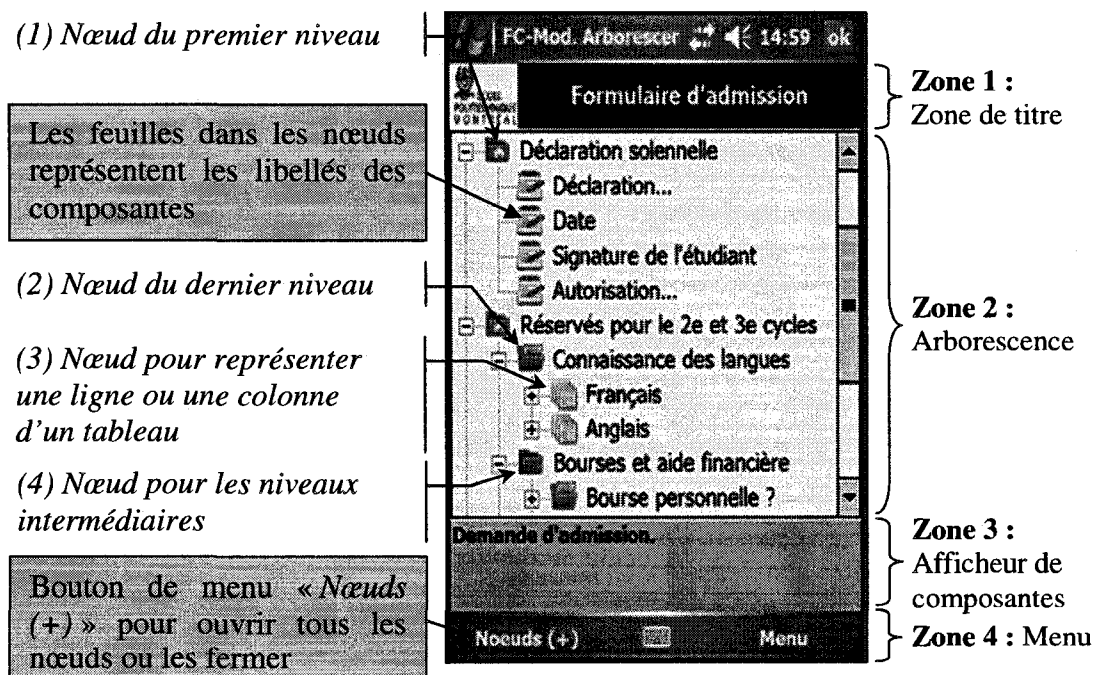 (1) Nœud du premier niveau
Les feuilles dans les nœuds
représentent les libellés des
composantes
(2) Nœud du dernier niveau
(3) Nœud pour représenter
une ligne ou une colonne
d'un tableau
(4) Nœud pour les niveaux
intermédiaires
Bouton de menu « Nœuds
(+) » pour ouvrir tous les
nœuds ou les fermer
FC-Mod. Arborescer 14:59 ok
POLYTECHNIQUE
MONTRÉAL
Formulaire d'admission
Déclaration solennelle
Déclaration...
Date
Signature de l'étudiant
Autorisation...
Réservés pour le 2e et 3e cycles
Connaissance des langues
Français
Anglais
Bourses et aide financière
Bourse personnelle ?
Demande d'admission.
Noeuds (+) Menu
Zone 1 :
Zone de titre
Zone 2 :
Arborescence
Zone 3 :
Afficheur de
composantes
Zone 4 : Menu